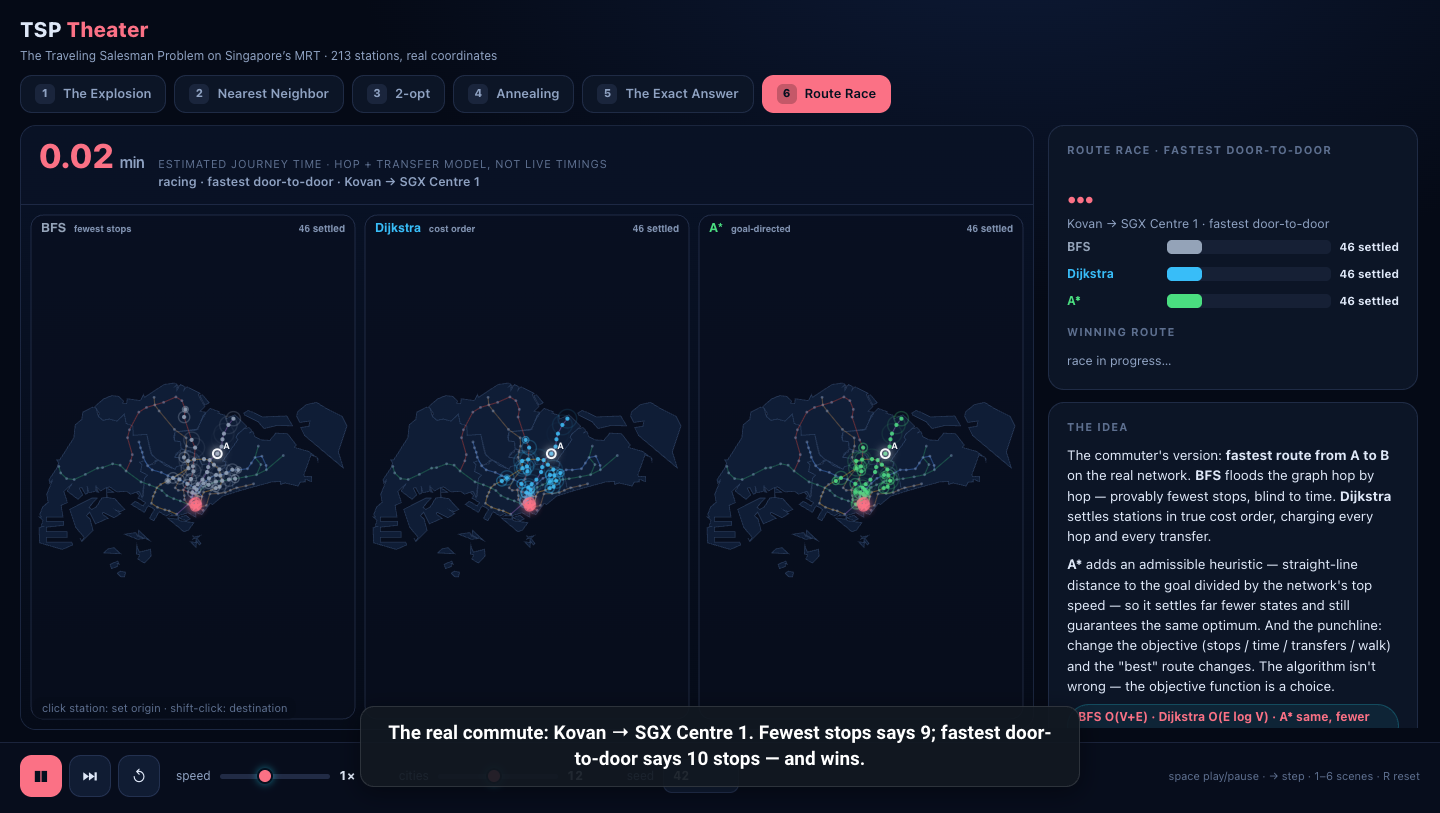 TSP Theater
The Traveling Salesman Problem on Singapore's MRT · 213 stations, real coordinates
1 The Explosion
2 Nearest Neighbor
3 2-opt
4 Annealing
5 The Exact Answer
6 Route Race
0.02 min
ESTIMATED JOURNEY TIME · HOP + TRANSFER MODEL, NOT LIVE TIMINGS
racing · fastest door-to-door · Kovan → SGX Centre 1
BFS fewest stops 46 settled
A
click station: set origin · shift-click: destination
Dijkstra cost order 46 settled
A
A* goal-directed 46 settled
A
ROUTE RACE · FASTEST DOOR-TO-DOOR
•••
Kovan → SGX Centre 1 · fastest door-to-door
BFS 46 settled
Dijkstra 46 settled
A* 46 settled
WINNING ROUTE
race in progress…
THE IDEA
The commuter's version: fastest route from A to B
on the real network. BFS floods the graph hop by
hop — provably fewest stops, blind to time. Dijkstra
settles stations in true cost order, charging every
hop and every transfer.
A* adds an admissible heuristic — straight-line
distance to the goal divided by the network's top
speed — so it settles far fewer states and still
guarantees the same optimum. And the punchline:
change the objective (stops / time / transfers / walk)
and the "best" route changes. The algorithm isn't
wrong — the objective function is a choice.
BFS O(V+E) · Dijkstra O(E log V) · A* same, fewer
The real commute: Kovan → SGX Centre 1. Fewest stops says 9; fastest door-
to-door says 10 stops — and wins.
speed 1×
cities 12 seed 42
space play/pause · → step · 1–6 scenes · R reset